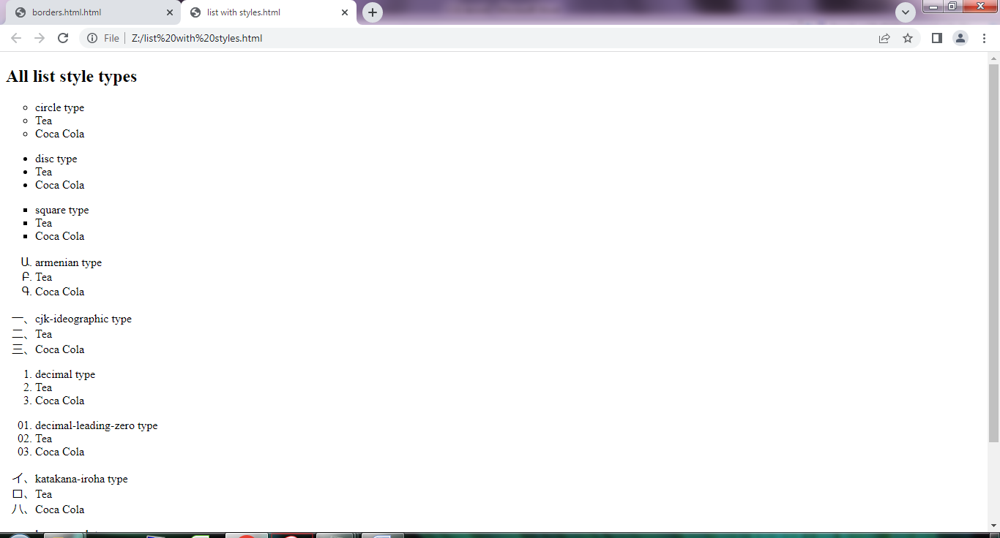 borders.html.html
list with styles.html
File
Z:/list%20with%20styles.html
All list style types
circle type
Tea
Coca Cola
disc type
Tea
Coca Cola
square type
Tea
Coca Cola
Ա. armenian type
Բ. Tea
Գ. Coca Cola
一、cjk-ideographic type
二、Tea
三、Coca Cola
1. decimal type
2. Tea
3. Coca Cola
01. decimal-leading-zero type
02. Tea
03. Coca Cola
イ、katakana-iroha type
ロ、Tea
ハ、Coca Cola